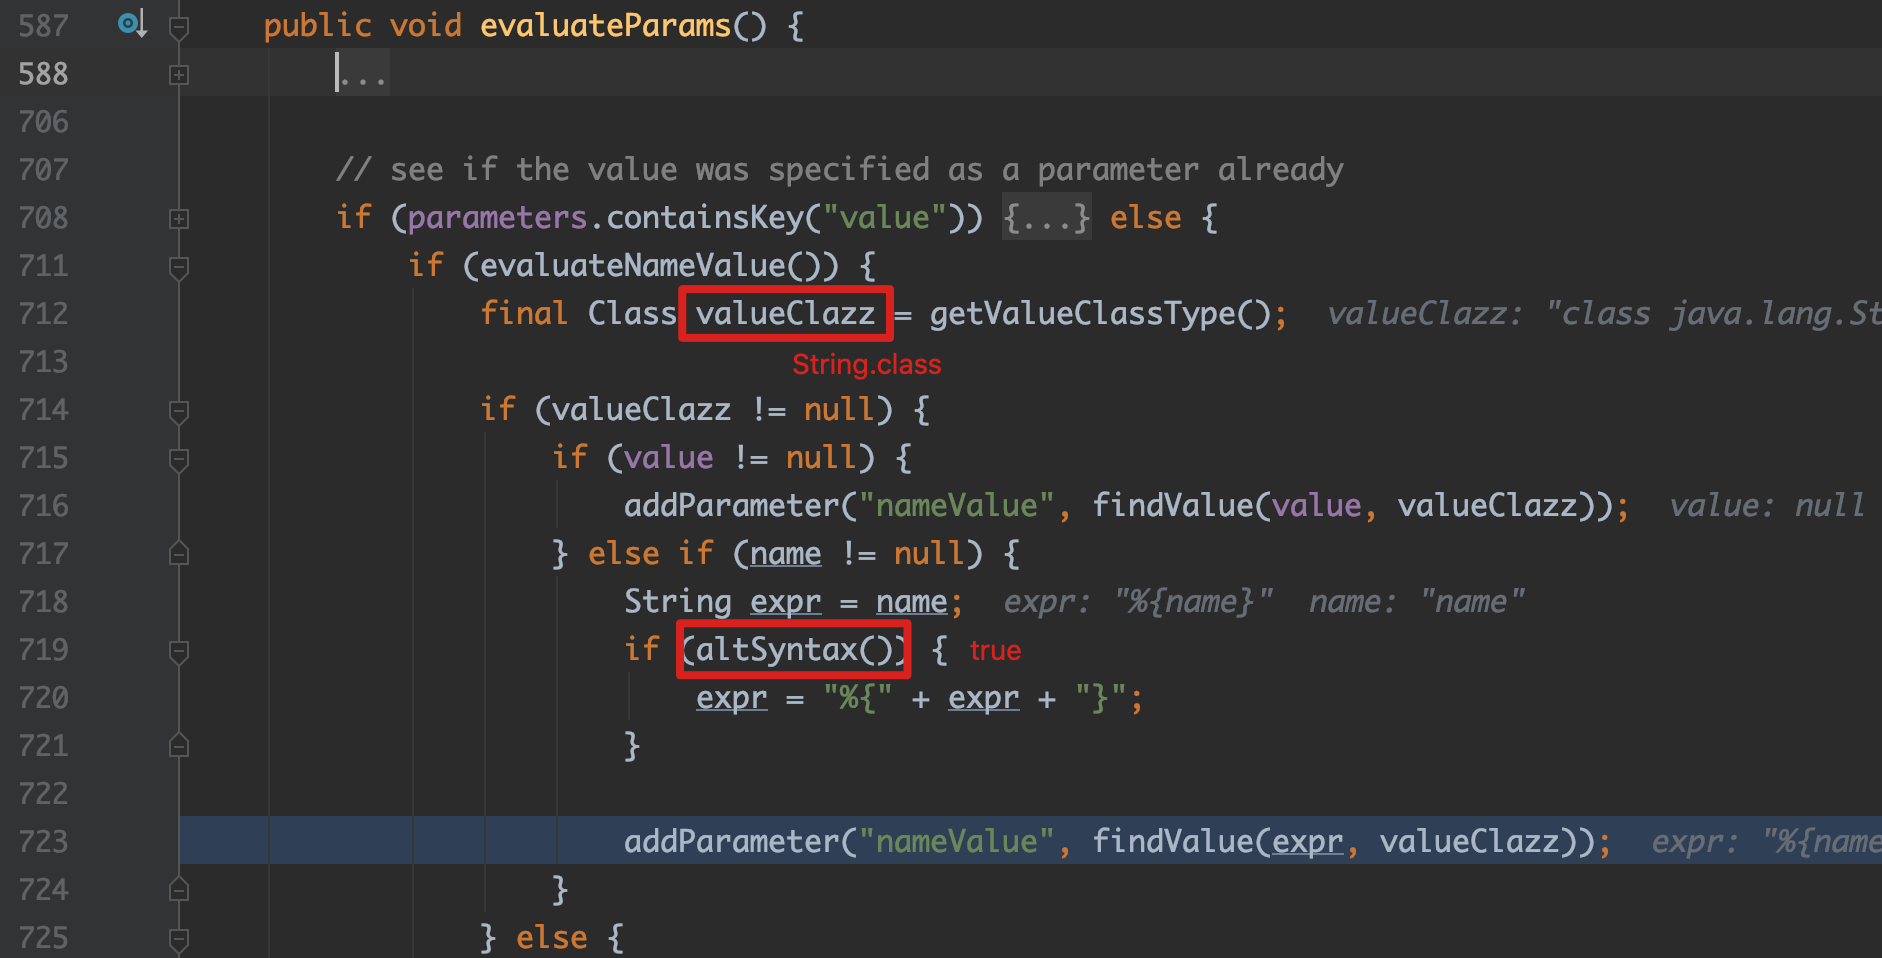 587 public void evaluateParams() {
588 ...
706
707 // see if the value was specified as a parameter already
708 if (parameters.containsKey("value")) {...} else {
711 if (evaluateNameValue()) {
712 final Class valueClazz = getValueClassType(); valueClazz: "class java.lang.St
713 String.class
714 if (valueClazz != null) {
715 if (value != null) {
716 addParameter("nameValue", findValue(value, valueClazz)); value: null
717 } else if (name != null) {
718 String expr = name; expr: "%{name}" name: "name"
719 if (altSyntax()) { true
720 expr = "%{" + expr + "}";
721 }
722
723 addParameter("nameValue", findValue(expr, valueClazz)); expr: "%{name
724 }
725 } else {